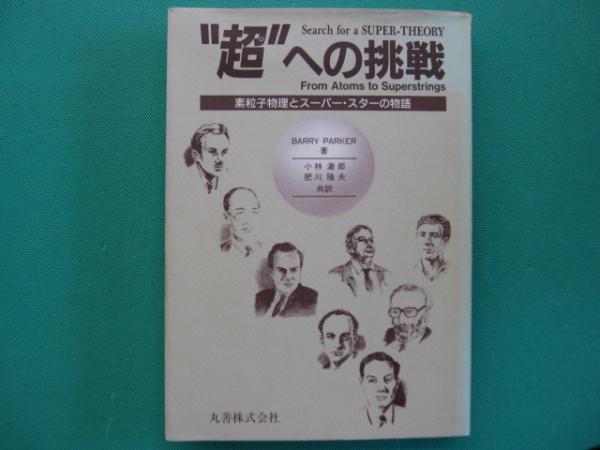 Search for a SUPER-THEORY
"超"への挑戦
From Atoms to Superstrings
素粒子物理とスーパー・スターの物語
BARRY PARKER
著
小林澈郎
肥川隆夫
共訳
丸善株式会社